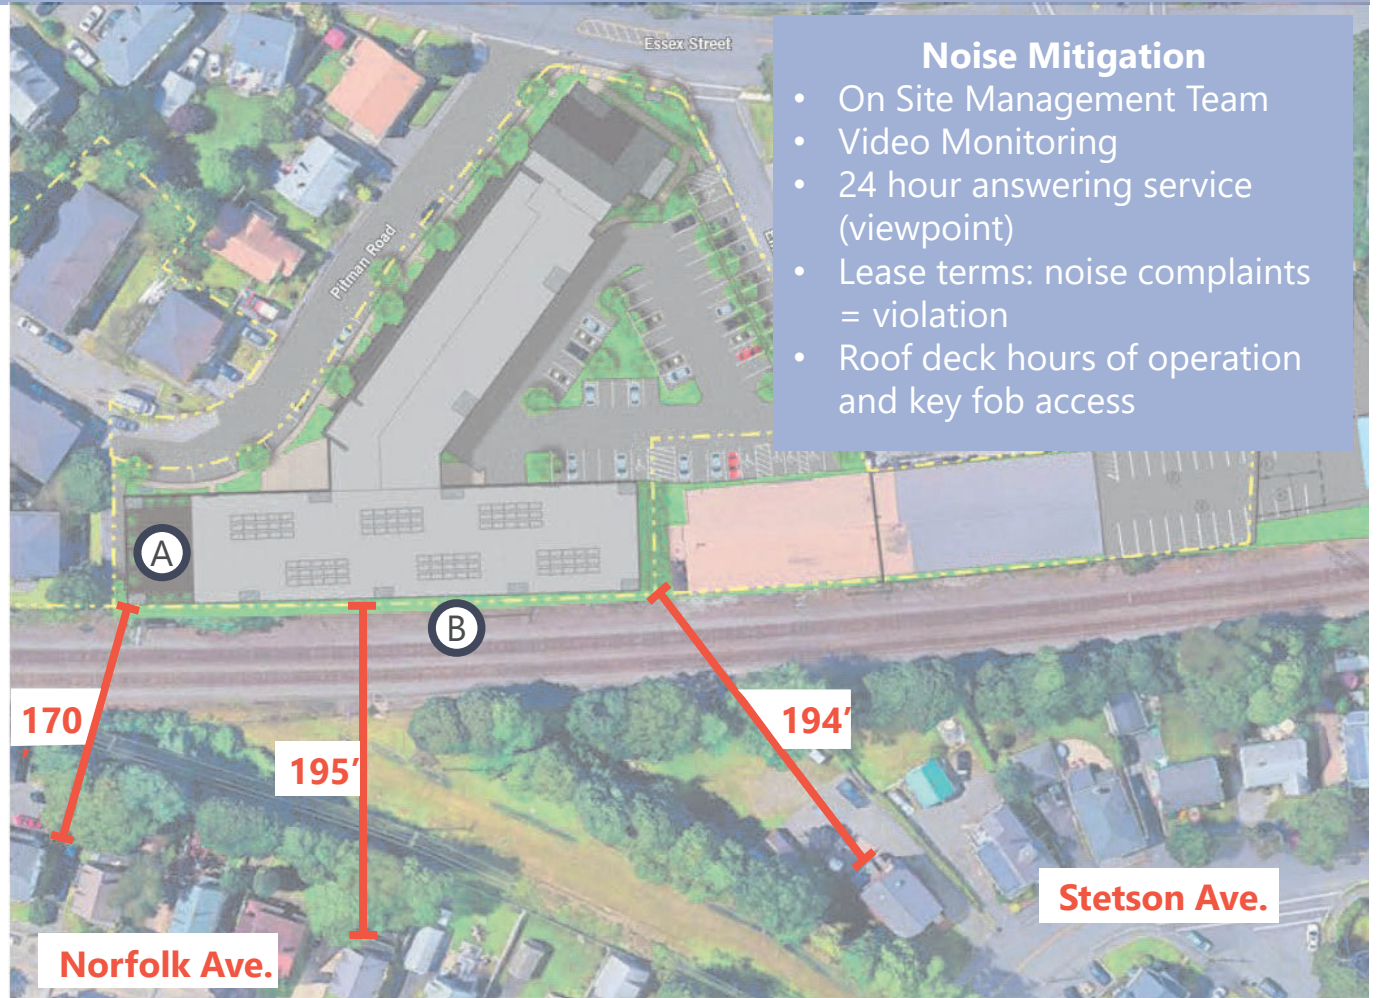 Essex Street
Noise Mitigation
• On Site Management Team
• Video Monitoring
• 24 hour answering service
(viewpoint)
• Lease terms: noise complaints
= violation
• Roof deck hours of operation
and key fob access
Pitman Road
A
B
170
195'
194'
Stetson Ave.
Norfolk Ave.